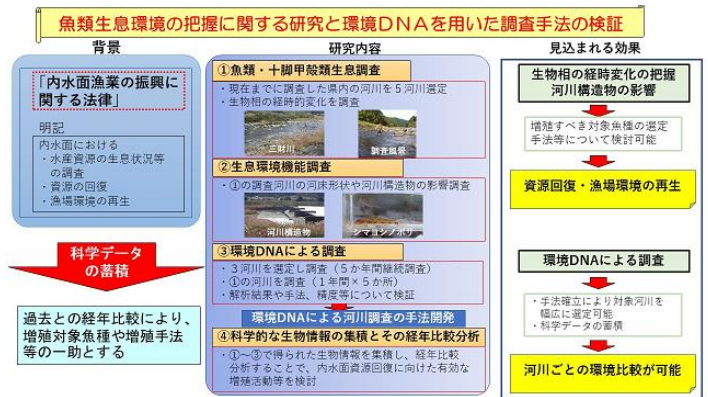 魚類生息環境の把握に関する研究と環境DNAを用いた調査手法の検証
背景
「内水面漁業の振興に
関する法律」
明記
内水面における
・水産資源の生息状況等
の調査
・資源の回復
・漁場環境の再生
科学データ
の蓄積
過去との経年比較により、
増殖対象魚種や増殖手法
等の一助とする
研究内容
①魚類・十脚甲殻類生息調査
・現在までに調査した県内の河川を5河川選定
・生物相の経時的変化を調査
三財川
調査風景
②生息環境機能調査
・①の調査河川の河床形状や河川構造物の影響調査
河川構造物
シマヨシノボリ
③環境DNAによる調査
・3河川を選定し調査（5か年間継続調査）
・①の河川を調査（1年間×5か所）
・解析結果や手法、精度等について検証
環境DNAによる河川調査の手法開発
④科学的な生物情報の集積とその経年比較分析
・①～③で得られた生物情報を集積し、経年比較
分析することで、内水面資源回復に向けた有効な
増殖活動等を検討
見込まれる効果
生物相の経時変化の把握
河川構造物の影響
増殖すべき対象魚種の選定
手法等について検討可能
資源回復・漁場環境の再生
環境DNAによる調査
・手法確立により対象河川を
幅広に選定可能
・科学データの蓄積
河川ごとの環境比較が可能